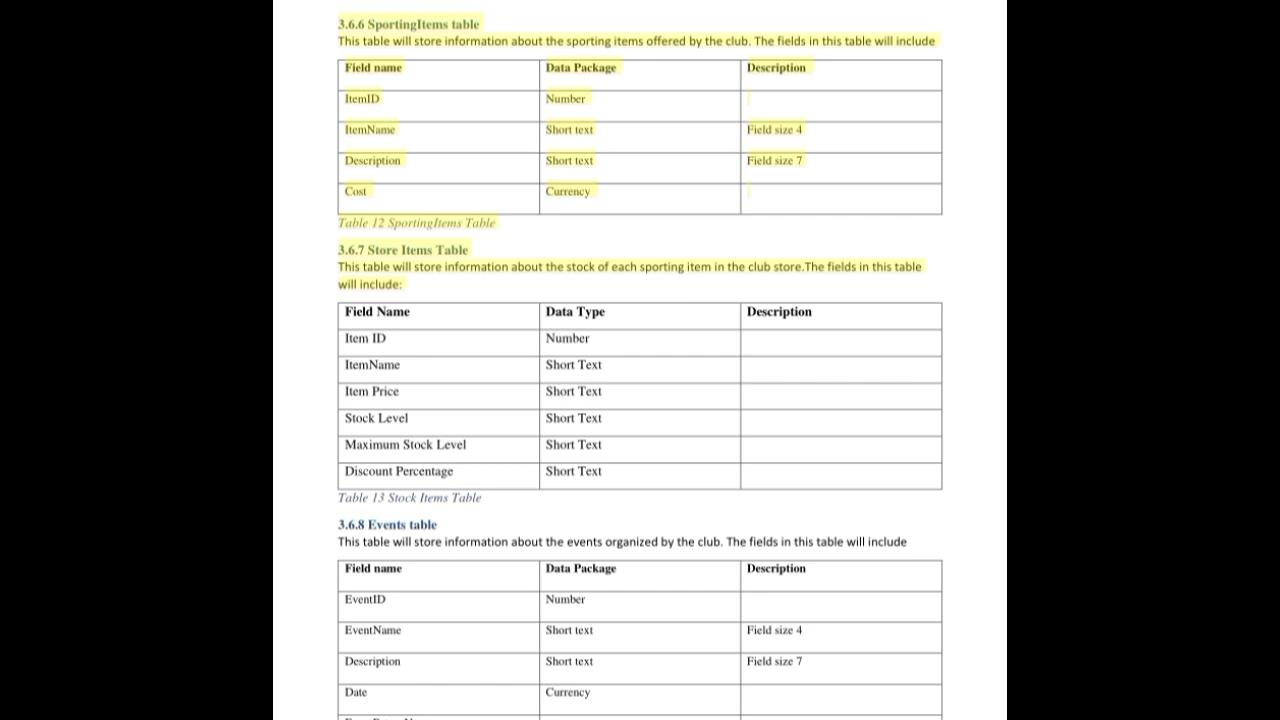 3.6.6 SportingItems table
This table will store information about the sporting items offered by the club. The fields in this table will include
Field name Data Package Description
ItemID Number
ItemName Short text Field size 4
Description Short text Field size 7
Cost Currency
Table 12 SportingItems Table
3.6.7 Store Items Table
This table will store information about the stock of each sporting item in the club store.The fields in this table
will include:
Field Name Data Type Description
Item ID Number
ItemName Short Text
Item Price Short Text
Stock Level Short Text
Maximum Stock Level Short Text
Discount Percentage Short Text
Table 13 Stock Items Table
3.6.8 Events table
This table will store information about the events organized by the club. The fields in this table will include
Field name Data Package Description
EventID Number
EventName Short text Field size 4
Description Short text Field size 7
Date Currency